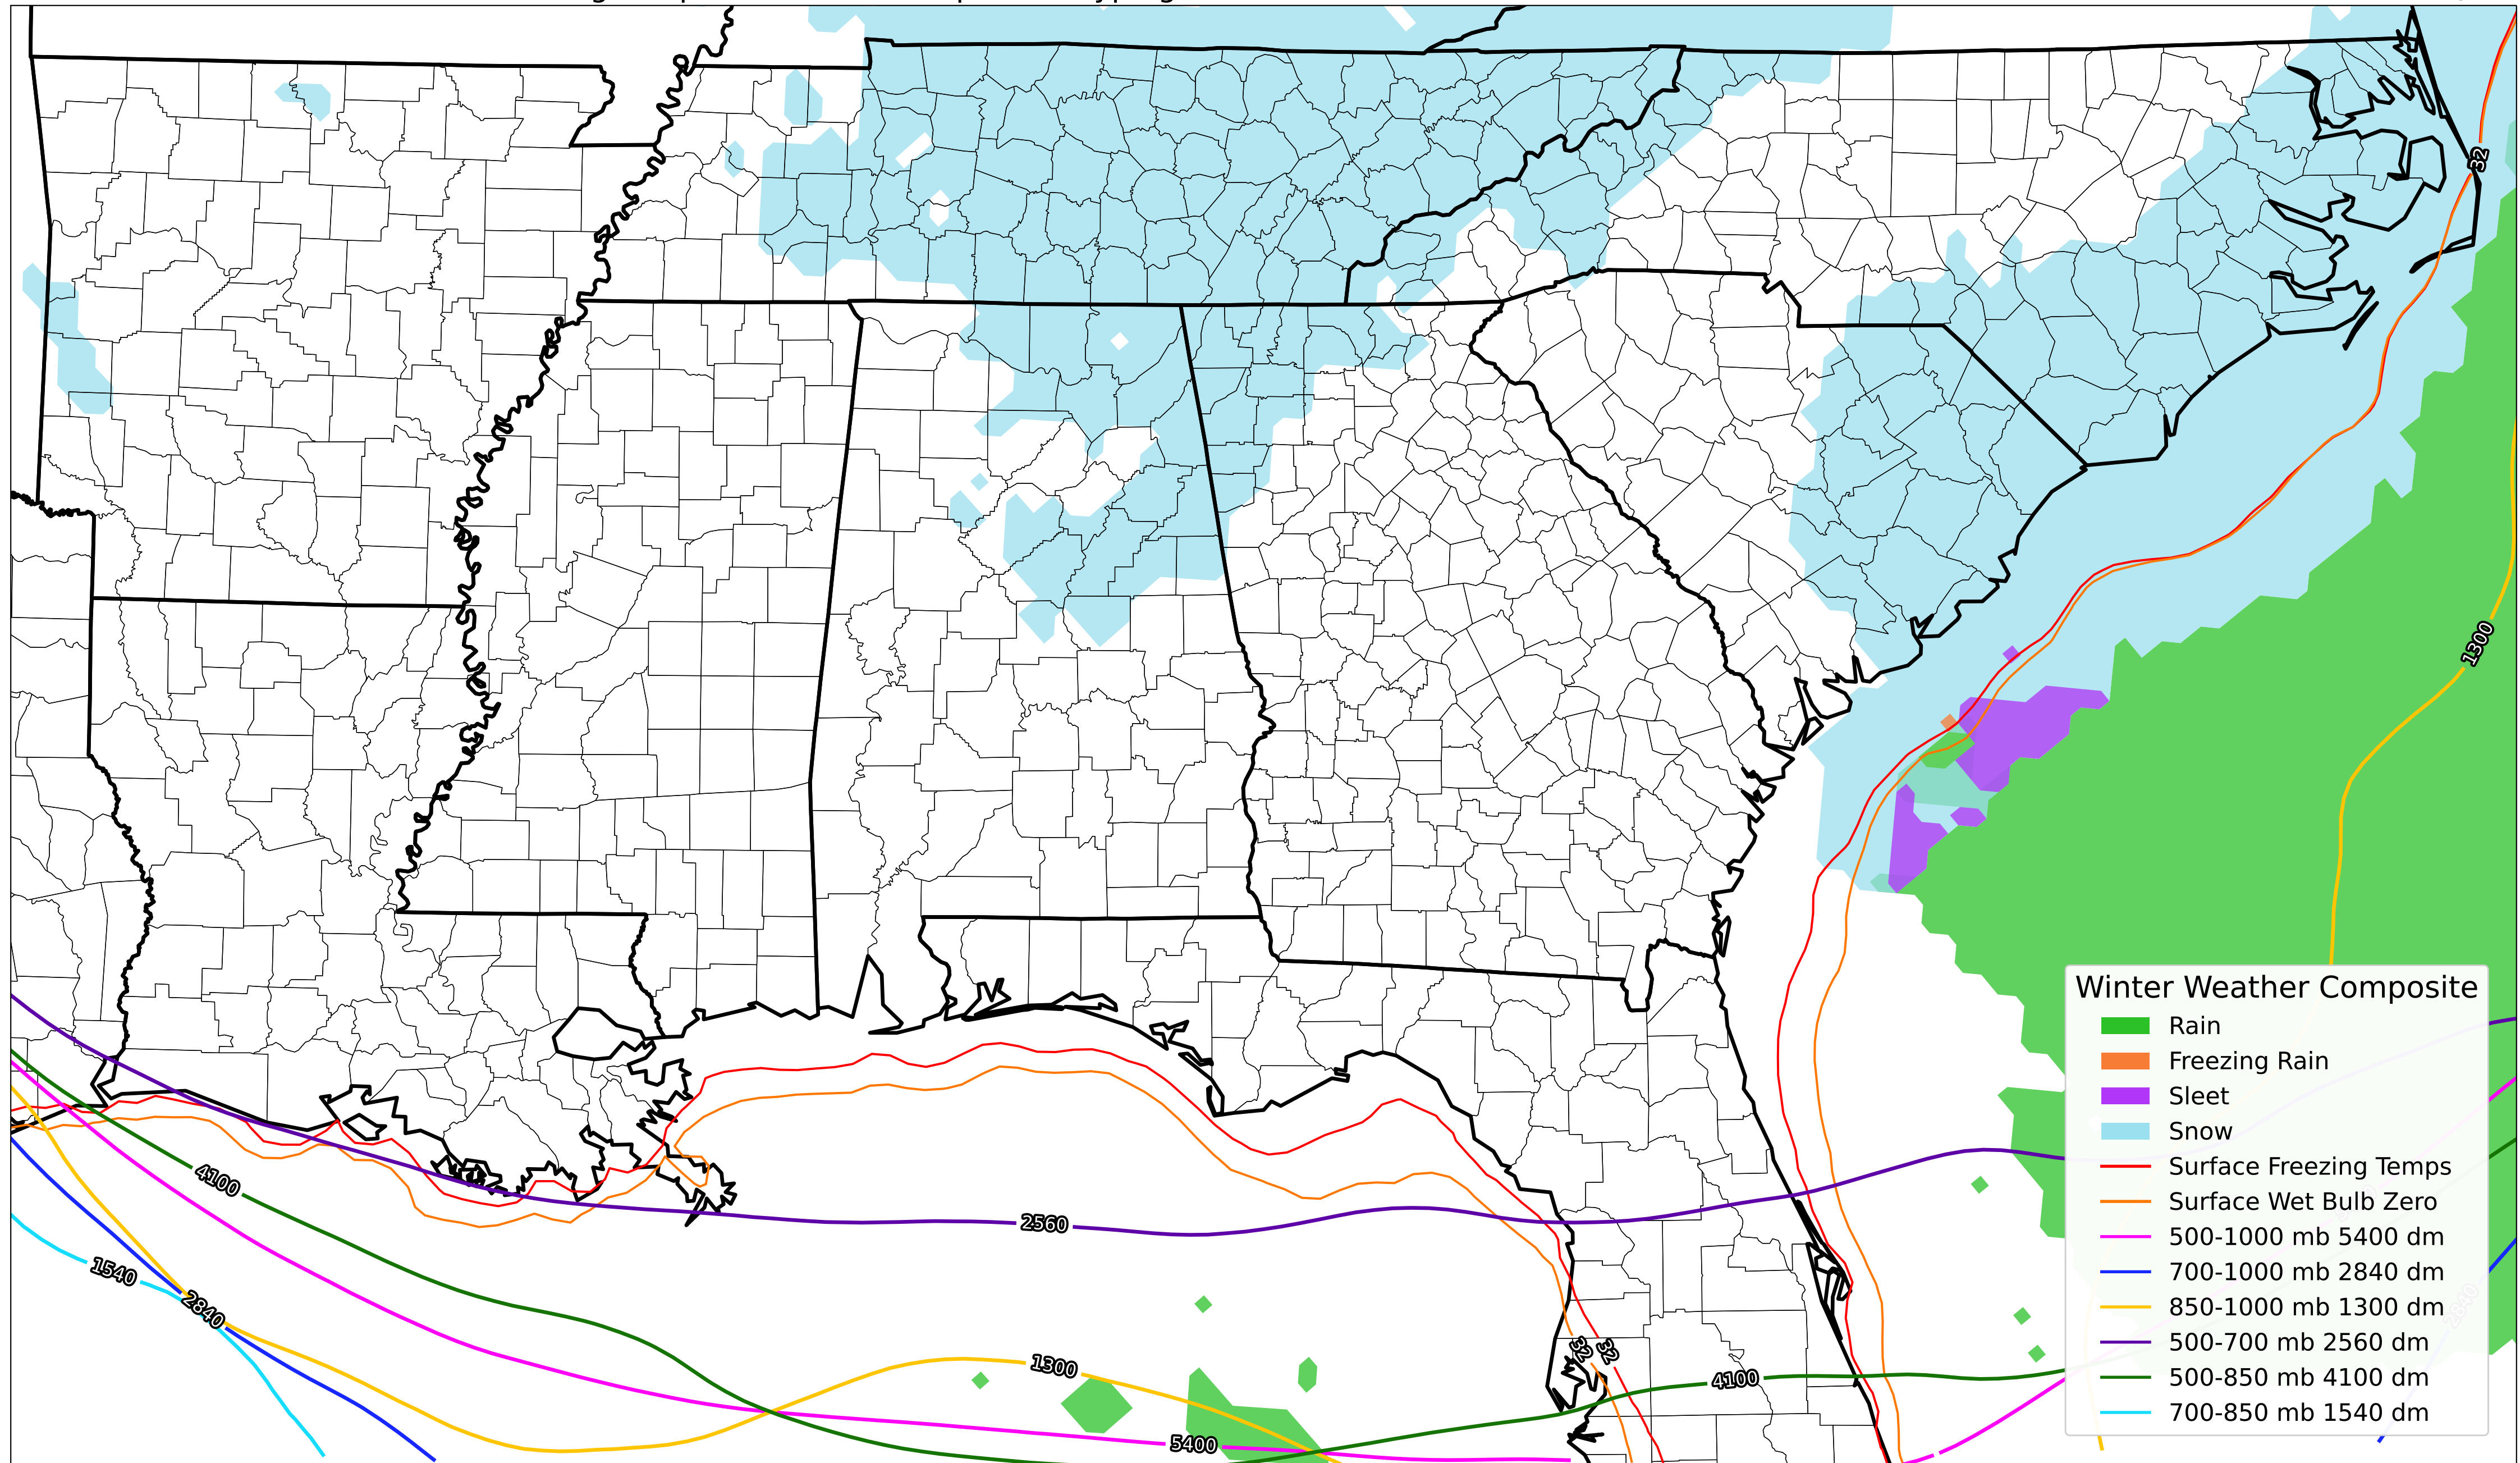 32
1300
4100
2560
1540
2840
1300
32
32
4100
5400
Winter Weather Composite
Rain
Freezing Rain
Sleet
Snow
Surface Freezing Temps
Surface Wet Bulb Zero
500-1000 mb 5400 dm
700-1000 mb 2840 dm
850-1000 mb 1300 dm
500-700 mb 2560 dm
500-850 mb 4100 dm
700-850 mb 1540 dm
2840